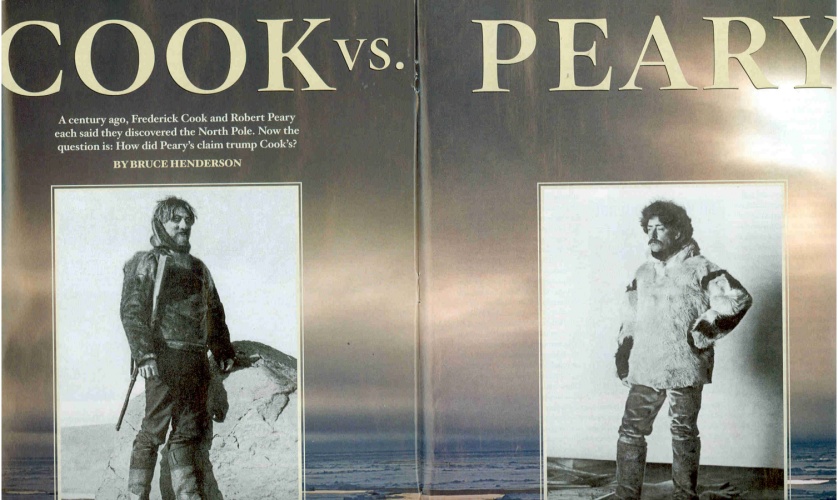 COOK vs. PEARY
A century ago, Frederick Cook and Robert Peary
each said they discovered the North Pole. Now the
question is: How did Peary's claim trump Cook's?
BY BRUCE HENDERSON